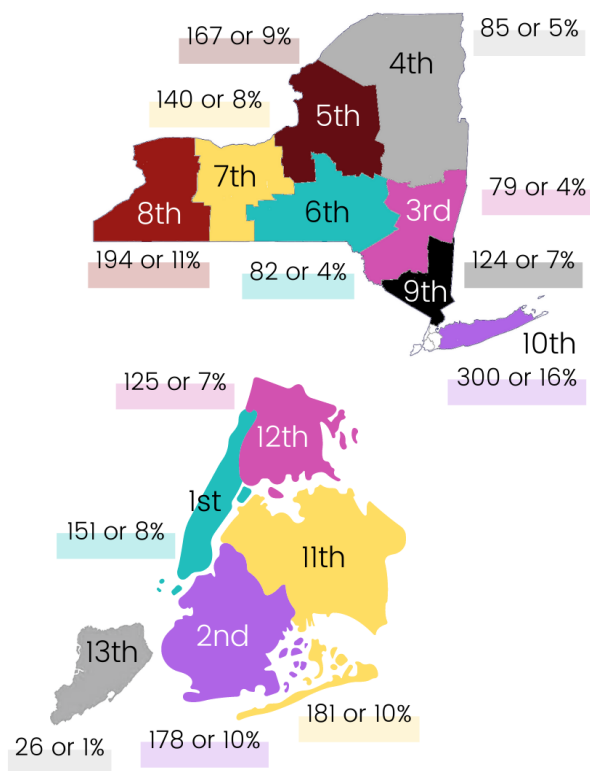 167 or 9%
85 or 5%
4th
140 or 8%
5th
7th
79 or 4%
8th
6th
3rd
194 or 11%
82 or 4%
124 or 7%
9th
10th
300 or 16%
125 or 7%
12th
1st
151 or 8%
11th
2nd
13th
181 or 10%
26 or 1%
178 or 10%